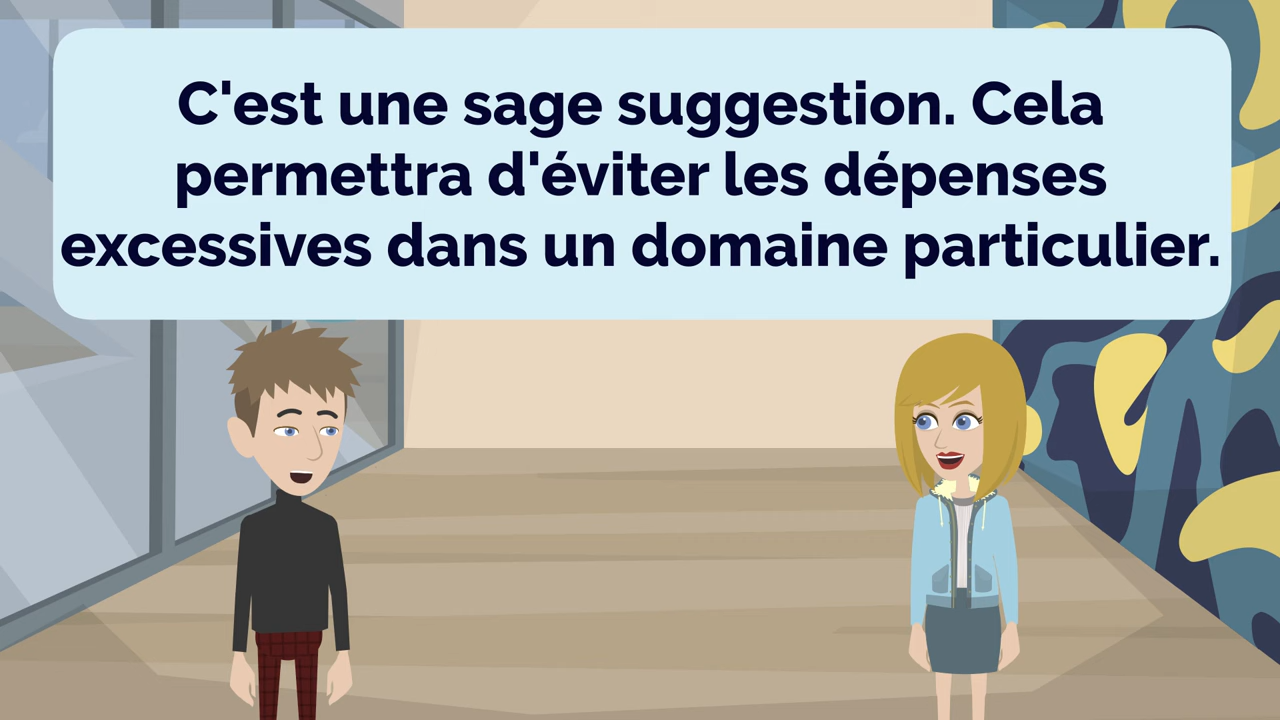 C'est une sage suggestion. Cela
permettra d'éviter les dépenses
excessives dans un domaine particulier.